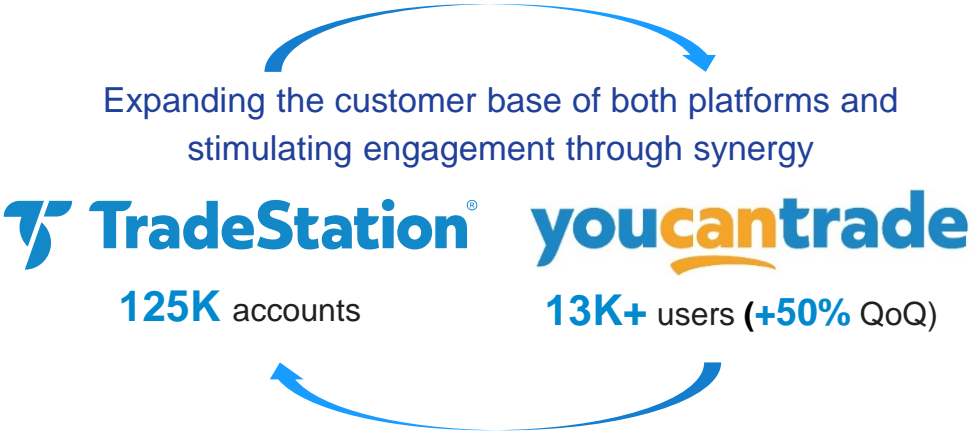 Expanding the customer base of both platforms and
stimulating engagement through synergy
TradeStation®
youcantrade
125K accounts
13K+ users (+50% QoQ)